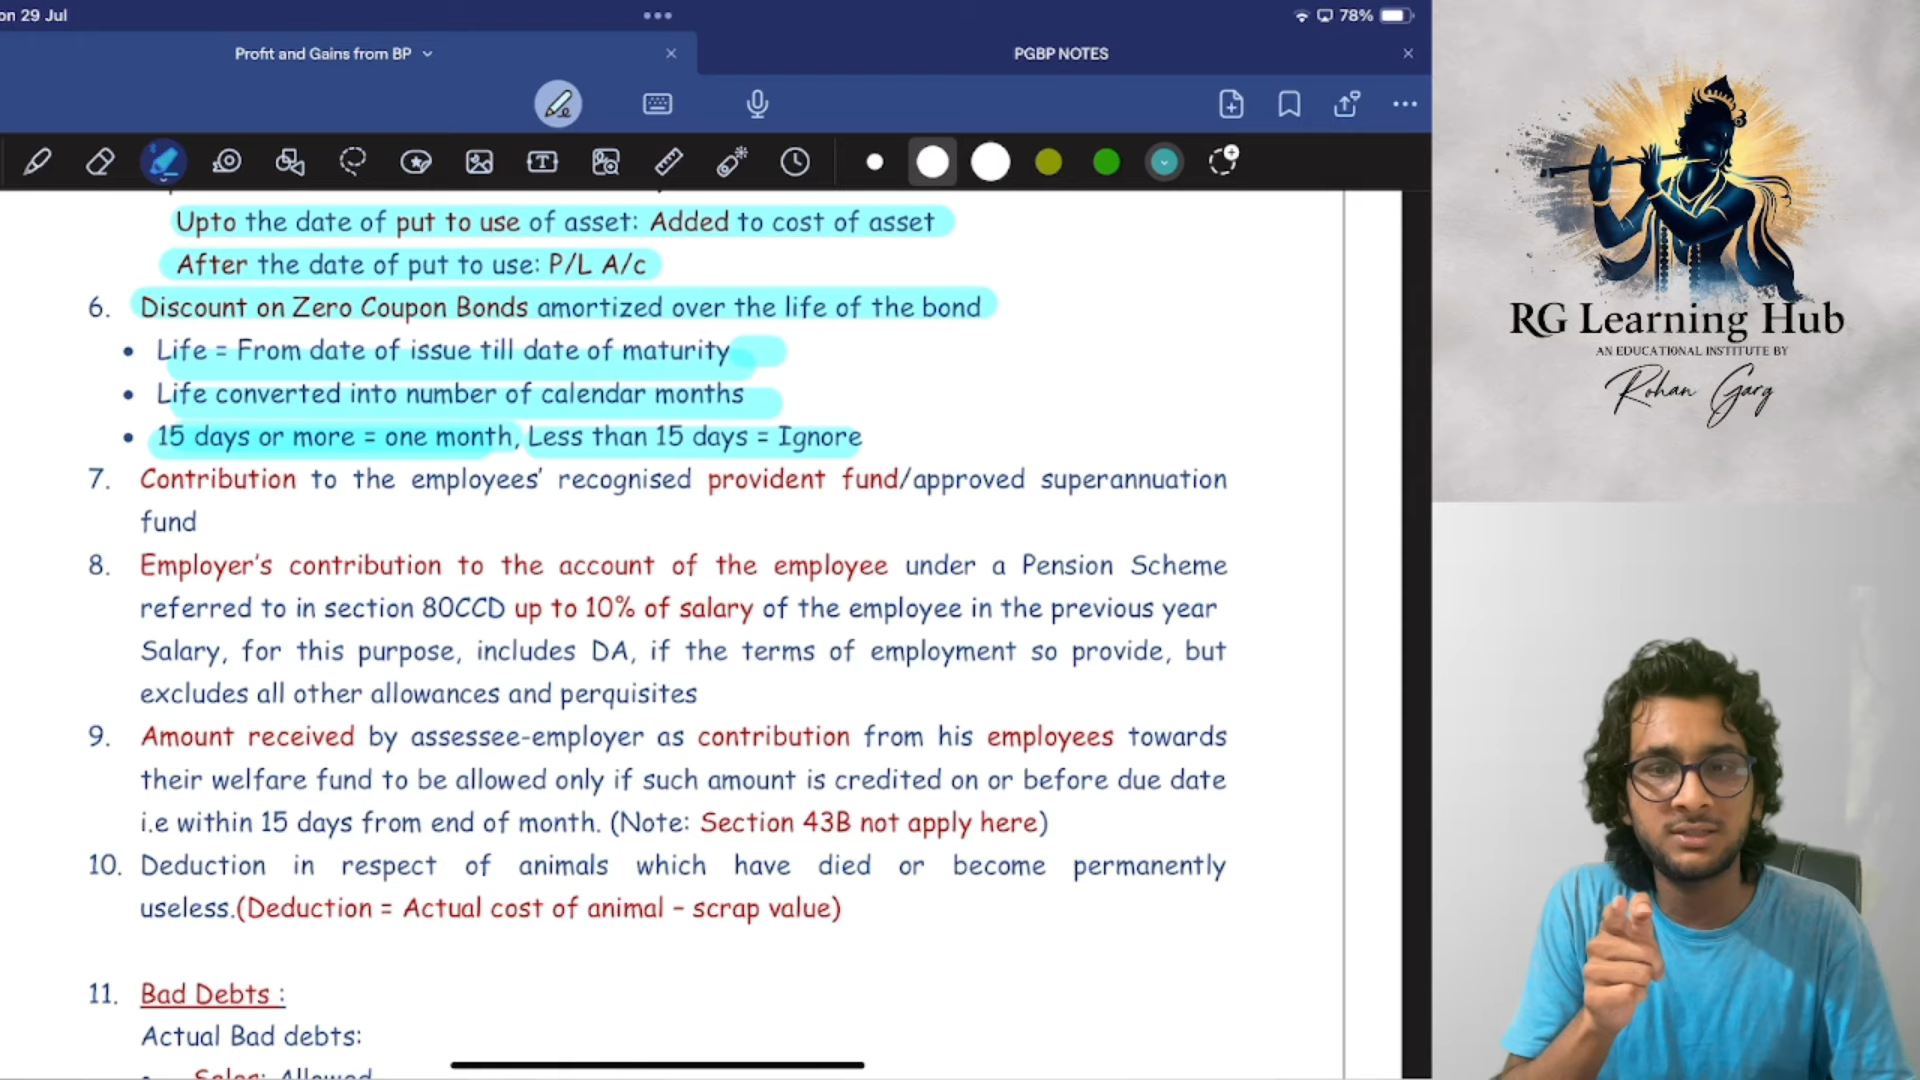 on 29 Jul
78%
Profit and Gains from BP
PGBP NOTES
Upto the date of put to use of asset: Added to cost of asset
After the date of put to use: P/L A/c
6. Discount on Zero Coupon Bonds amortized over the life of the bond
• Life = From date of issue till date of maturity
• Life converted into number of calendar months
• 15 days or more = one month, Less than 15 days = Ignore
7. Contribution to the employees' recognised provident fund/approved superannuation
fund
8. Employer's contribution to the account of the employee under a Pension Scheme
referred to in section 80CCD up to 10% of salary of the employee in the previous year
Salary, for this purpose, includes DA, if the terms of employment so provide, but
excludes all other allowances and perquisites
9. Amount received by assessee-employer as contribution from his employees towards
their welfare fund to be allowed only if such amount is credited on or before due date
i.e within 15 days from end of month. (Note: Section 43B not apply here)
10. Deduction in respect of animals which have died or become permanently
useless.(Deduction = Actual cost of animal – scrap value)
11. Bad Debts :
Actual Bad debts:
• Sales: Allowed
RG Learning Hub
AN EDUCATIONAL INSTITUTE BY
Rohan Garg